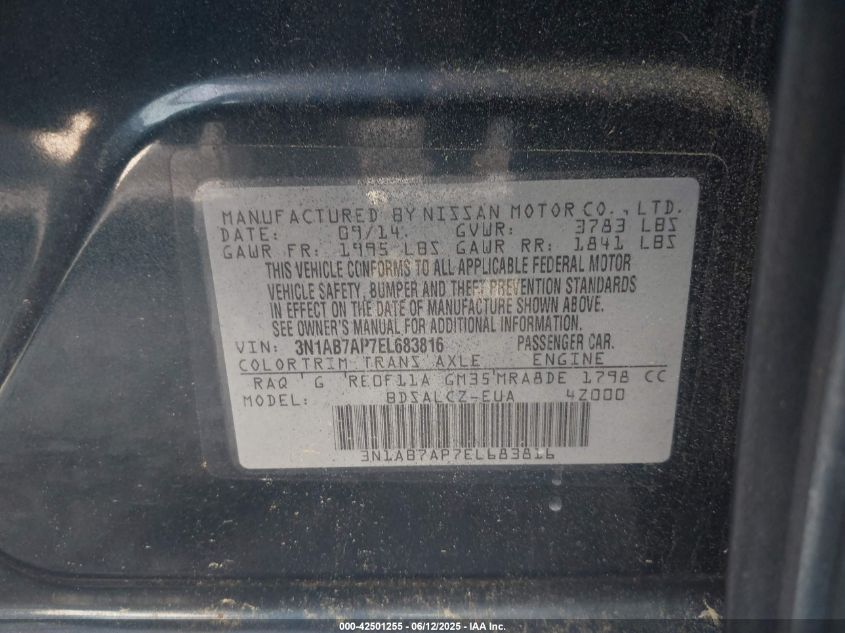 MANUFACTURED BY NISSAN MOTOR CO., LTD.
DATE: 09/14. GVWR: 3783 LBS
GAWR FR: 1995 LBS GAWR RR: 1841 LBS
THIS VEHICLE CONFORMS TO ALL APPLICABLE FEDERAL MOTOR
VEHICLE SAFETY, BUMPER AND THEFT PREVENTION STANDARDS
IN EFFECT ON THE DATE OF MANUFACTURE SHOWN ABOVE.
SEE OWNER'S MANUAL FOR ADDITIONAL INFORMATION.
VIN: 3N1AB7AP7EL683816 PASSENGER CAR.
COLOR TRIM TRANS AXLE ENGINE
RAQ G RE0F11A GM35 MRA8DE 1798 CC
MODEL: BDSALCZ-EUA 4Z000
3N1AB7AP7EL683816
000-42501255 - 06/12/2025 - IAA Inc.